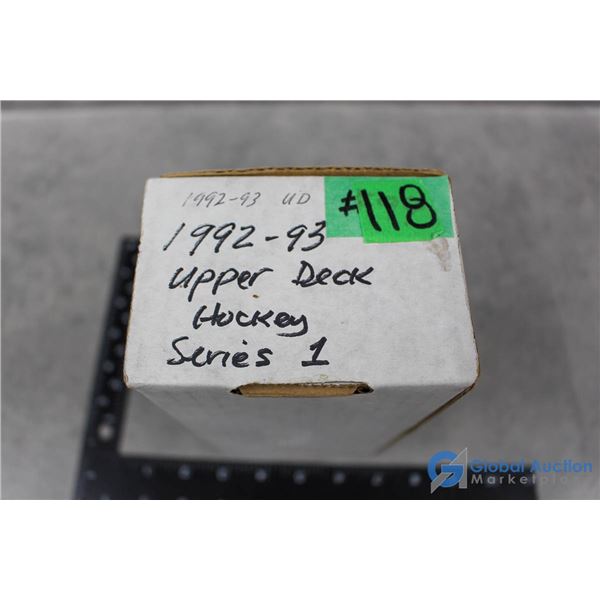 1992-93 UD
#118
1992-93
Upper Deck
Hockey
Series 1
Global Auction
Marketplace